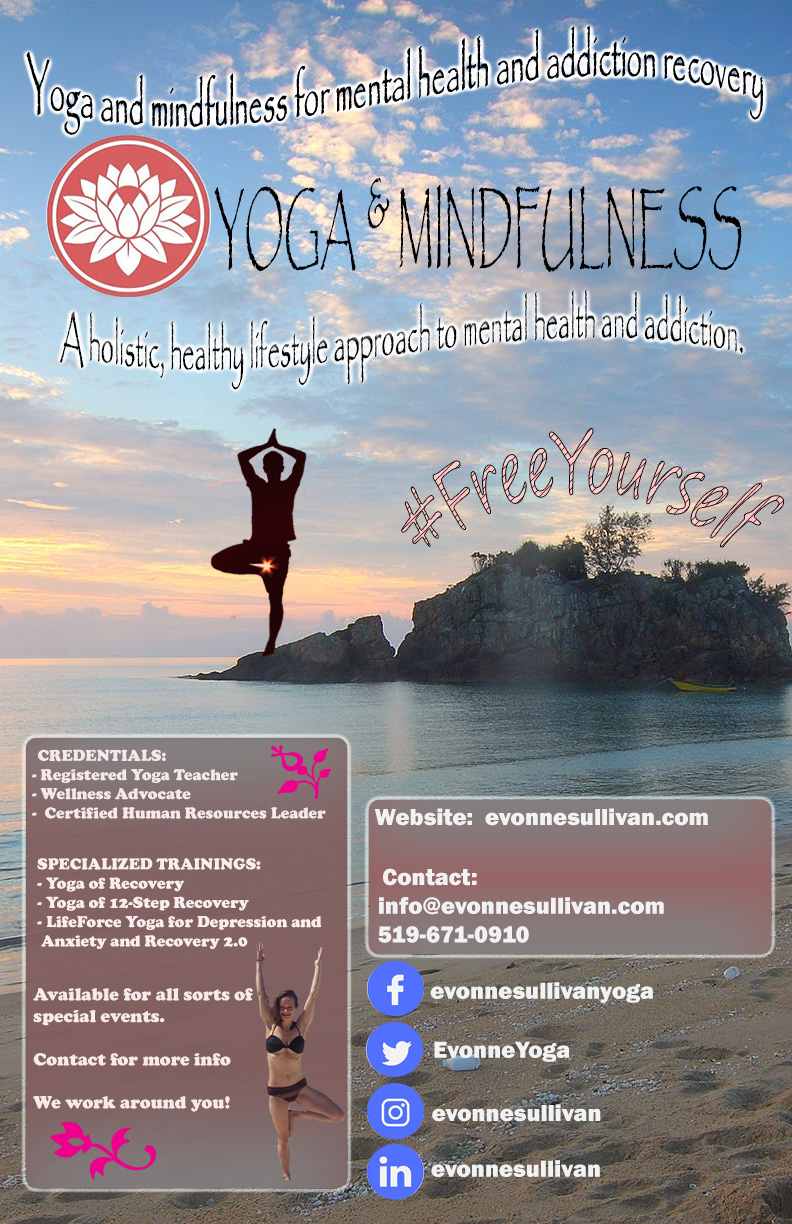 Yoga and mindfulness for mental health and addiction recovery
YOGA & MINDFULNESS
A holistic, healthy lifestyle approach to mental health and addiction.
#FreeYourself
CREDENTIALS:
- Registered Yoga Teacher
- Wellness Advocate
- Certified Human Resources Leader
SPECIALIZED TRAININGS:
- Yoga of Recovery
- Yoga of 12-Step Recovery
- LifeForce Yoga for Depression and
Anxiety and Recovery 2.0
Available for all sorts of
special events.
Contact for more info
We work around you!
Website: evonnesullivan.com
Contact:
info@evonnesullivan.com
519-671-0910
f evonnesullivanyoga
EvonneYoga
evonnesullivan
in evonnesullivan